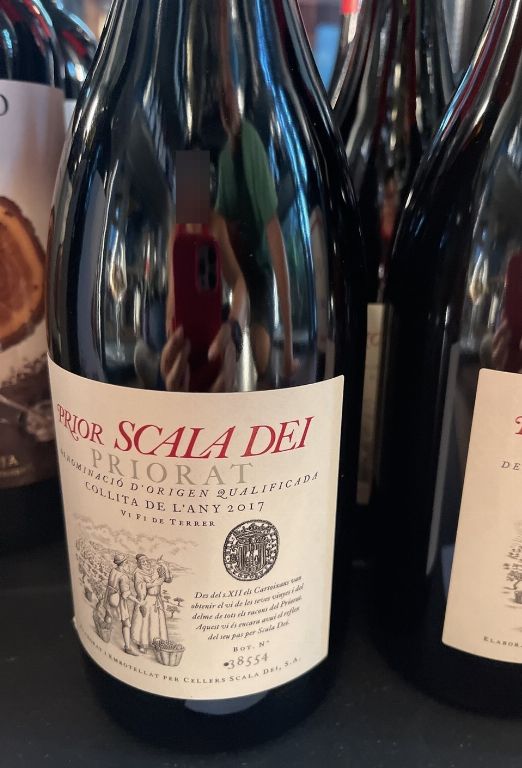 PRIOR SCALA DEI
PRIORAT
DENOMINACIÓ D'ORIGEN QUALIFICADA
COLLITA DE L'ANY 2017
VI FI DE TERRER
Des del s.XII els Cartoixans van
obtenir el vi de les seves vinyes i del
delme de tots els racons del Priorat.
Aquest vi és encara avui el reflex
del seu pas per Scala Dei.
BOT. Nº
38554
I EMBOTELLAT PER CELLERS SCALA DEI, S.A.
DE
ELABOR